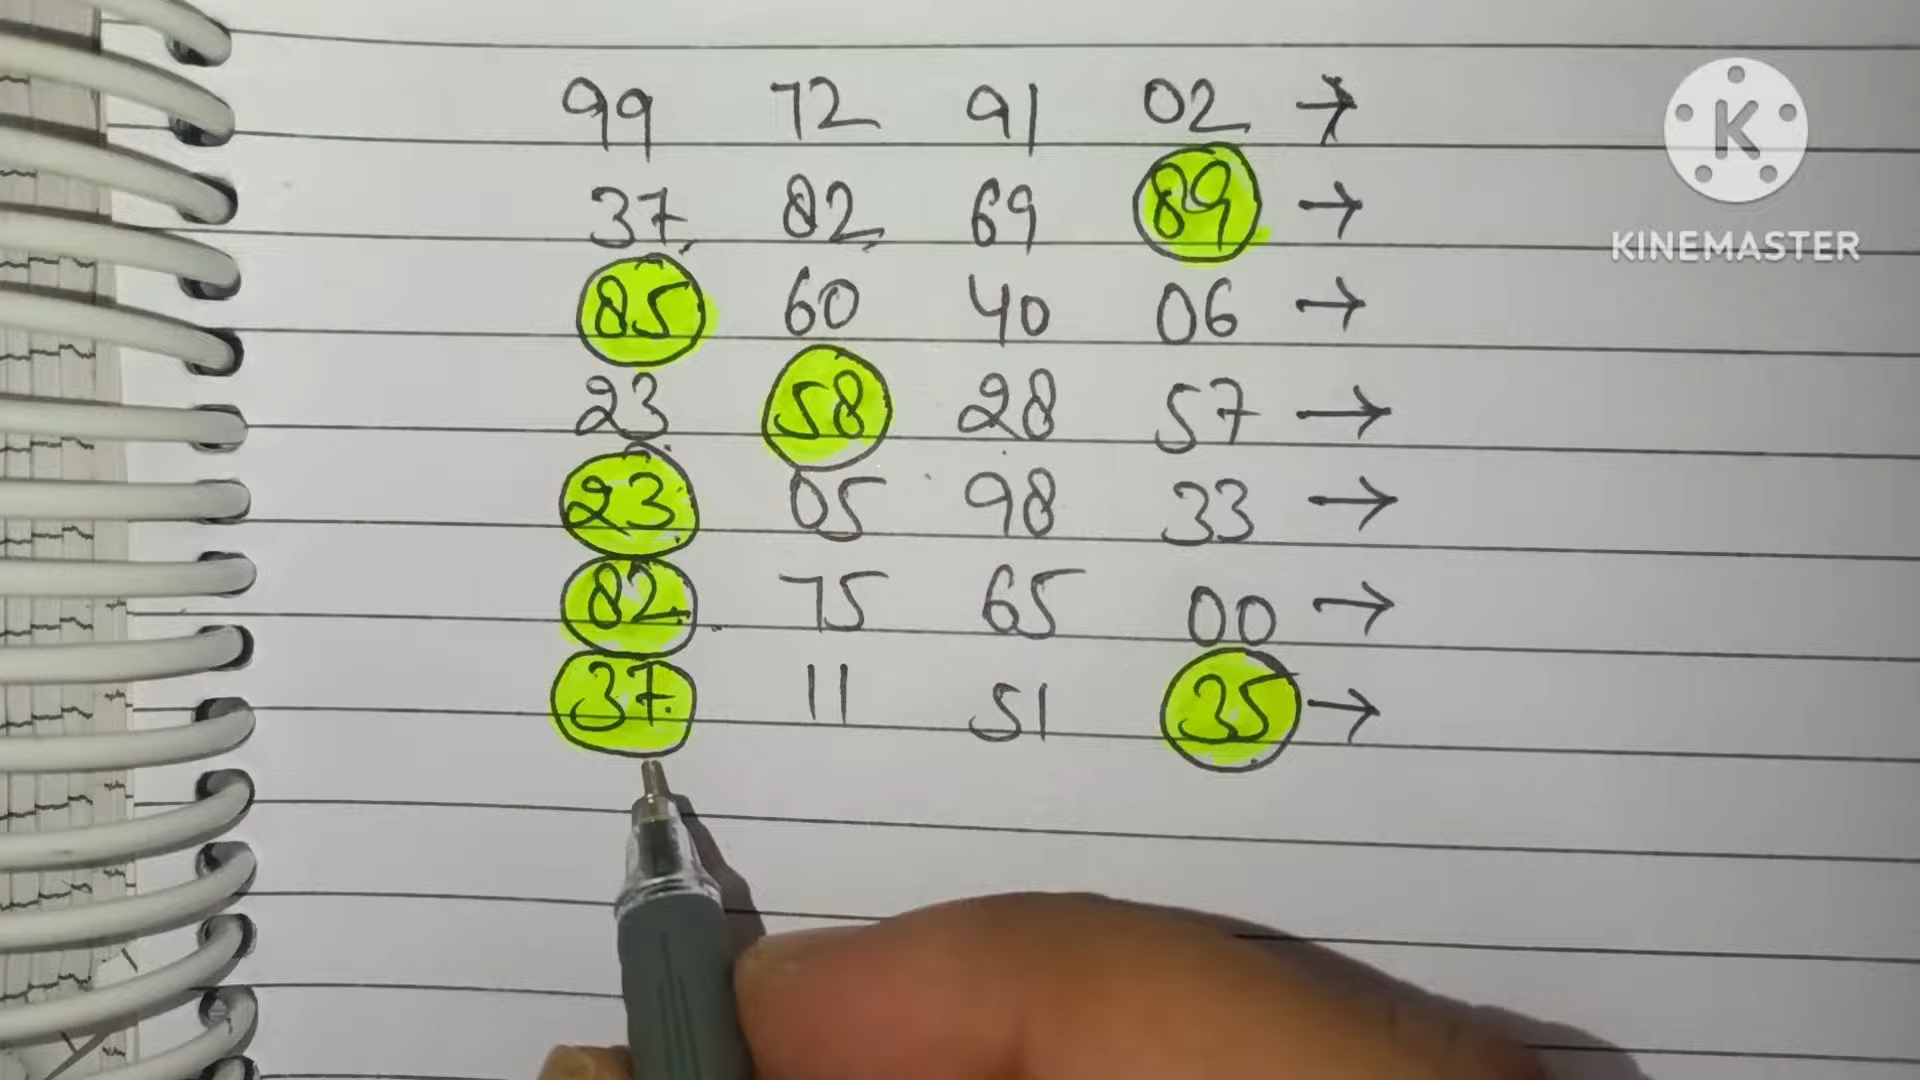 99 72 91 02 →
37 82 69 89 →
85 60 40 06 →
23 58 28 57 →
23 05 98 33 →
82 75 65 00 →
37 11 51 35 →
K
KINEMASTER